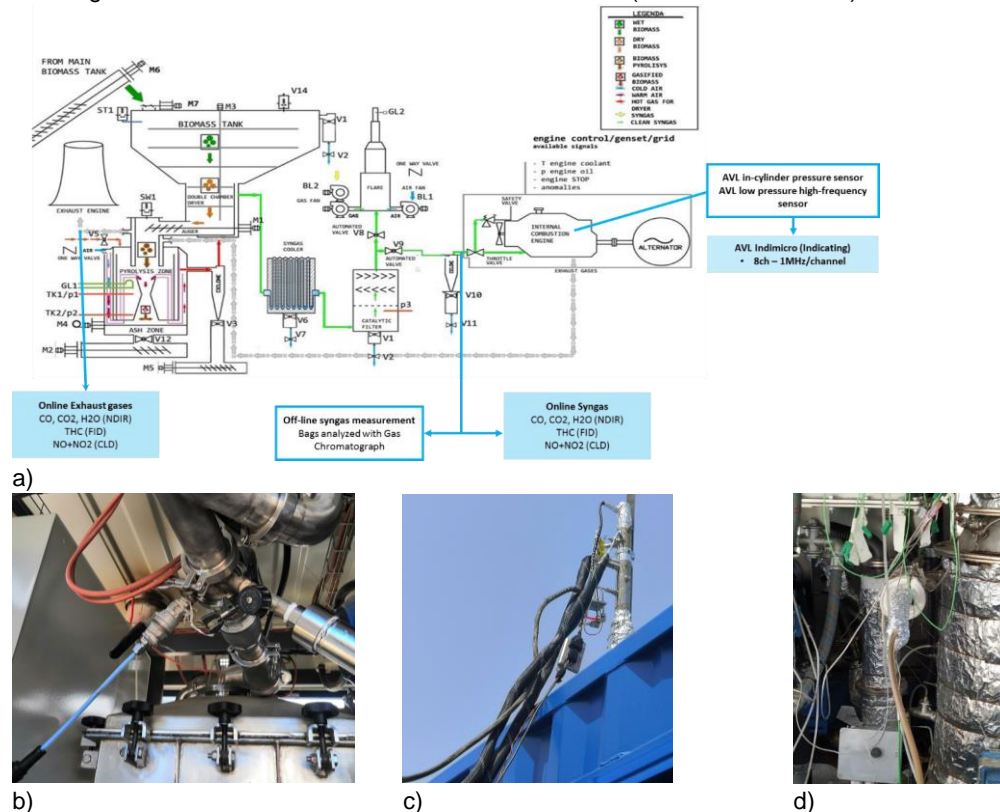 FROM MAIN
BIOMASS TANK
M6
M7
M3
ST1
BIOMASS TANK
V14
V1
V2
GL2
ONE WAY VALVE
BL2
GAS FAN
FLARE
AIR FAN
BL1
GAS
AIR
AUTOMATED
VALVE
V8
V9
AUTOMATED
VALVE
EXHAUST ENGINE
SW1
DOUBLE CHAMBER
DRYER
M1
AUGER
V5
AIR
ONE WAY VALVE
PYROLYSIS ZONE
GL1
TK1/p1
TK2/p2
M4
ASH ZONE
V12
M2
M5
V3
SYNGAS
COOLER
V6
V7
CATALYTIC
FILTER
p3
V1
V2
V10
V11
LEGENDA
WET
BIOMASS
DRY
BIOMASS
BIOMASS
PYROLISYS
GASIFIED
BIOMASS
COLD AIR
WARM AIR
HOT GAS FOR
DRYER
SYNGAS
CLEAN SYNGAS
engine control/genset/grid
available signals
- T engine coolant
- p engine oil
- engine STOP
- anomalies
SAFETY
VALVE
INTERNAL
COMBUSTION
ENGINE
THROTTLE
VALVE
EXHAUST GASES
ALTERNATOR
AVL in-cylinder pressure sensor
AVL low pressure high-frequency
sensor
AVL Indimicro (Indicating)
• 8ch – 1MHz/channel
Online Exhaust gases
CO, CO2, H2O (NDIR)
THC (FID)
NO+NO2 (CLD)
Off-line syngas measurement
Bags analyzed with Gas
Chromatograph
Online Syngas
CO, CO2, H2O (NDIR)
THC (FID)
NO+NO2 (CLD)
a)
b)
c)
d)